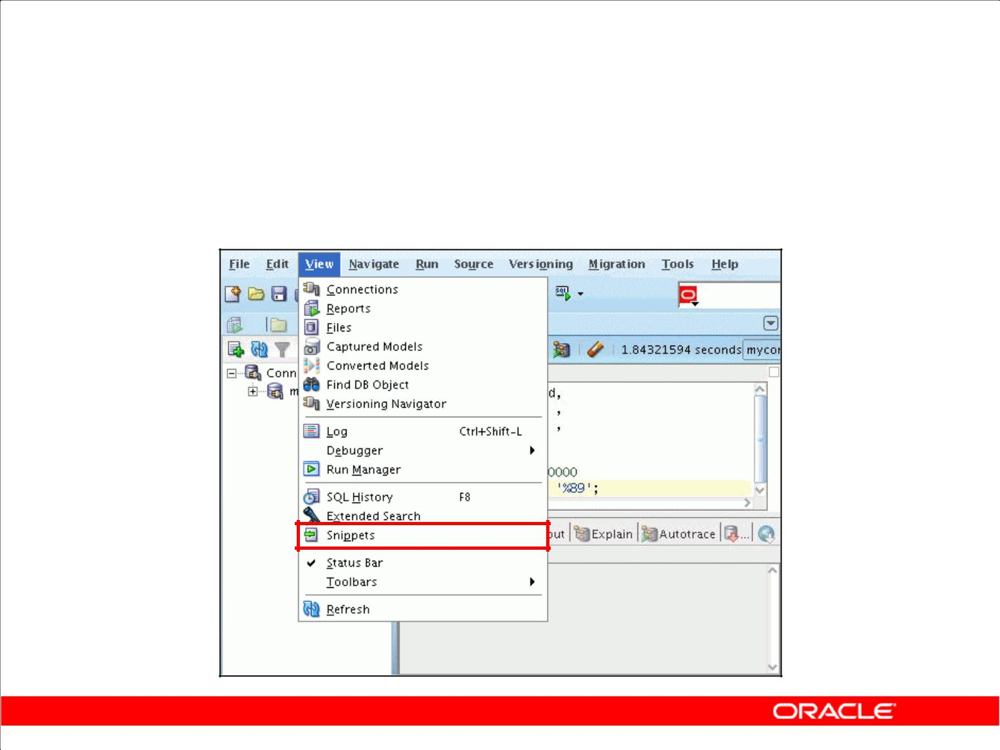 File Edit View Navigate Run Source Versioning Migration Tools Help
Connections
Reports
Files
Captured Models
Converted Models
Find DB Object
Versioning Navigator
Log Ctrl+Shift-L
Debugger
Run Manager
SQL History F8
Extended Search
Snippets
Status Bar
Toolbars
Refresh
SQL
1.84321594 seconds mycor
Conn
m
d,
,
,
0000
'%89';
out Explain Autotrace ...
ORACLE